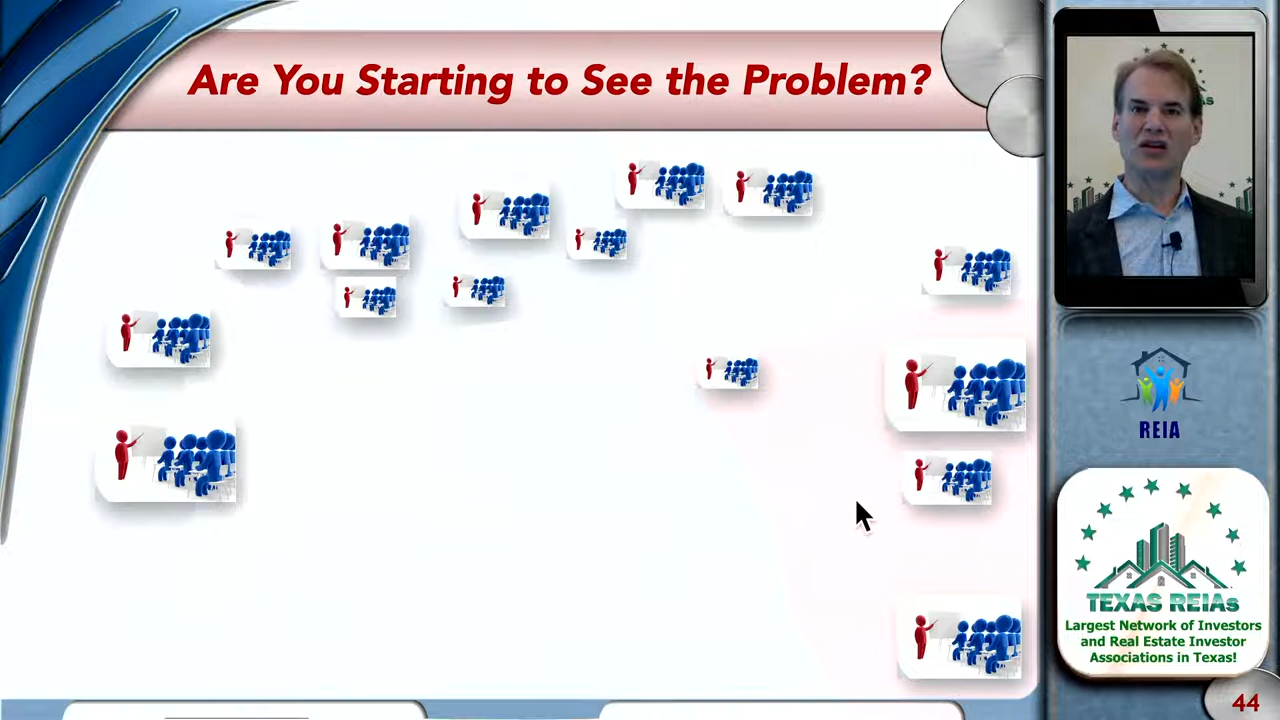 Are You Starting to See the Problem?
REIA
TEXAS REIAs
Largest Network of Investors
and Real Estate Investor
Associations in Texas!
44